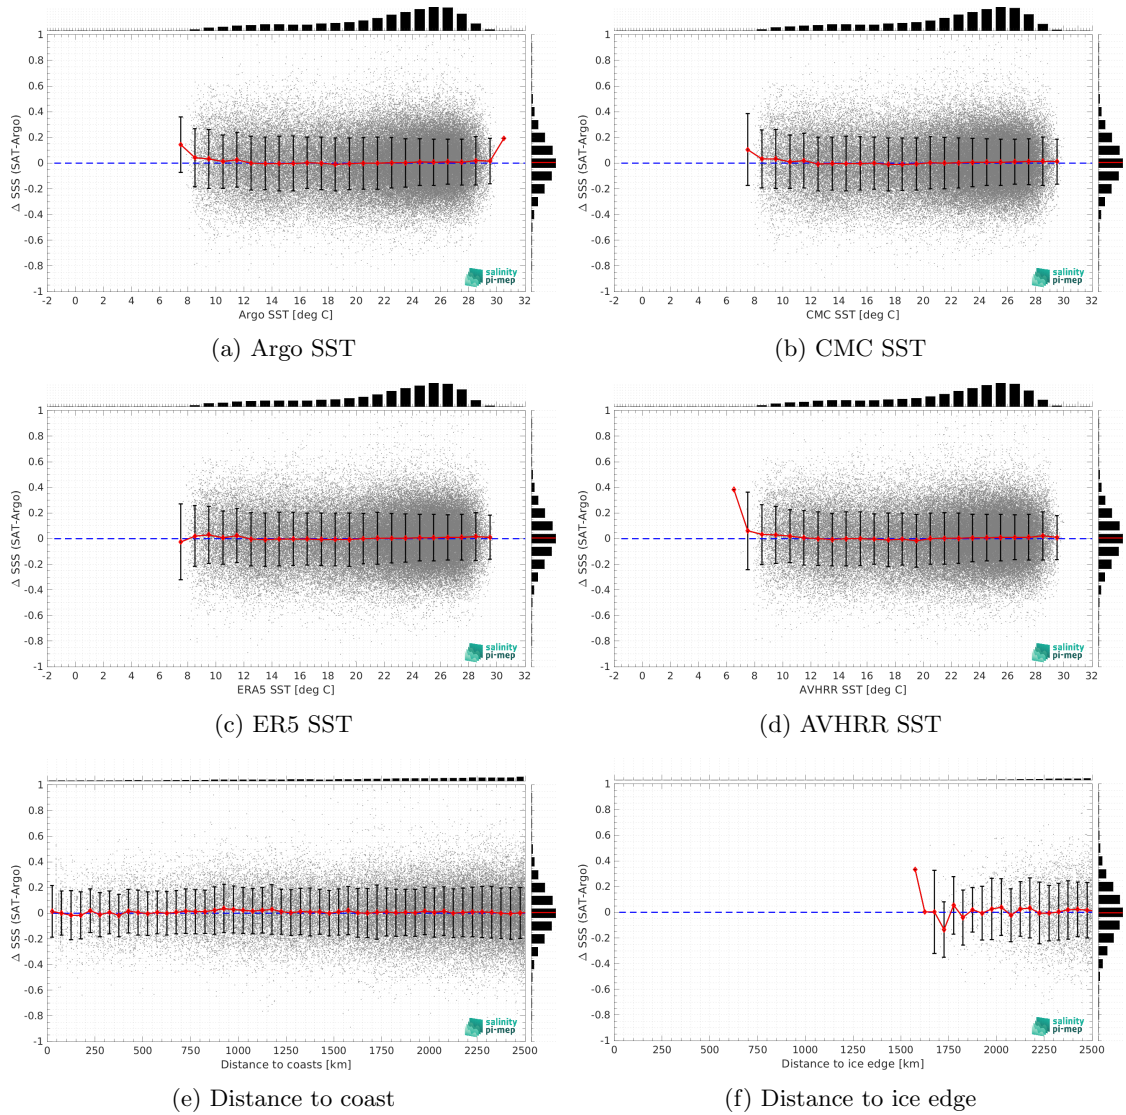 1
0.8
0.6
0.4
0.2
0
-0.2
-0.4
-0.6
-0.8
-1
Δ SSS (SAT-Argo)
salinity
pi-mep
-2 0 2 4 6 8 10 12 14 16 18 20 22 24 26 28 30 32
Argo SST [deg C]
(a) Argo SST
1
0.8
0.6
0.4
0.2
0
-0.2
-0.4
-0.6
-0.8
-1
Δ SSS (SAT-Argo)
salinity
pi-mep
-2 0 2 4 6 8 10 12 14 16 18 20 22 24 26 28 30 32
CMC SST [deg C]
(b) CMC SST
1
0.8
0.6
0.4
0.2
0
-0.2
-0.4
-0.6
-0.8
-1
Δ SSS (SAT-Argo)
salinity
pi-mep
-2 0 2 4 6 8 10 12 14 16 18 20 22 24 26 28 30 32
ERA5 SST [deg C]
(c) ER5 SST
1
0.8
0.6
0.4
0.2
0
-0.2
-0.4
-0.6
-0.8
-1
Δ SSS (SAT-Argo)
salinity
pi-mep
-2 0 2 4 6 8 10 12 14 16 18 20 22 24 26 28 30 32
AVHRR SST [deg C]
(d) AVHRR SST
1
0.8
0.6
0.4
0.2
0
-0.2
-0.4
-0.6
-0.8
-1
Δ SSS (SAT-Argo)
salinity
pi-mep
0 250 500 750 1000 1250 1500 1750 2000 2250 2500
Distance to coasts [km]
(e) Distance to coast
1
0.8
0.6
0.4
0.2
0
-0.2
-0.4
-0.6
-0.8
-1
Δ SSS (SAT-Argo)
salinity
pi-mep
0 250 500 750 1000 1250 1500 1750 2000 2250 2500
Distance to ice edge [km]
(f) Distance to ice edge